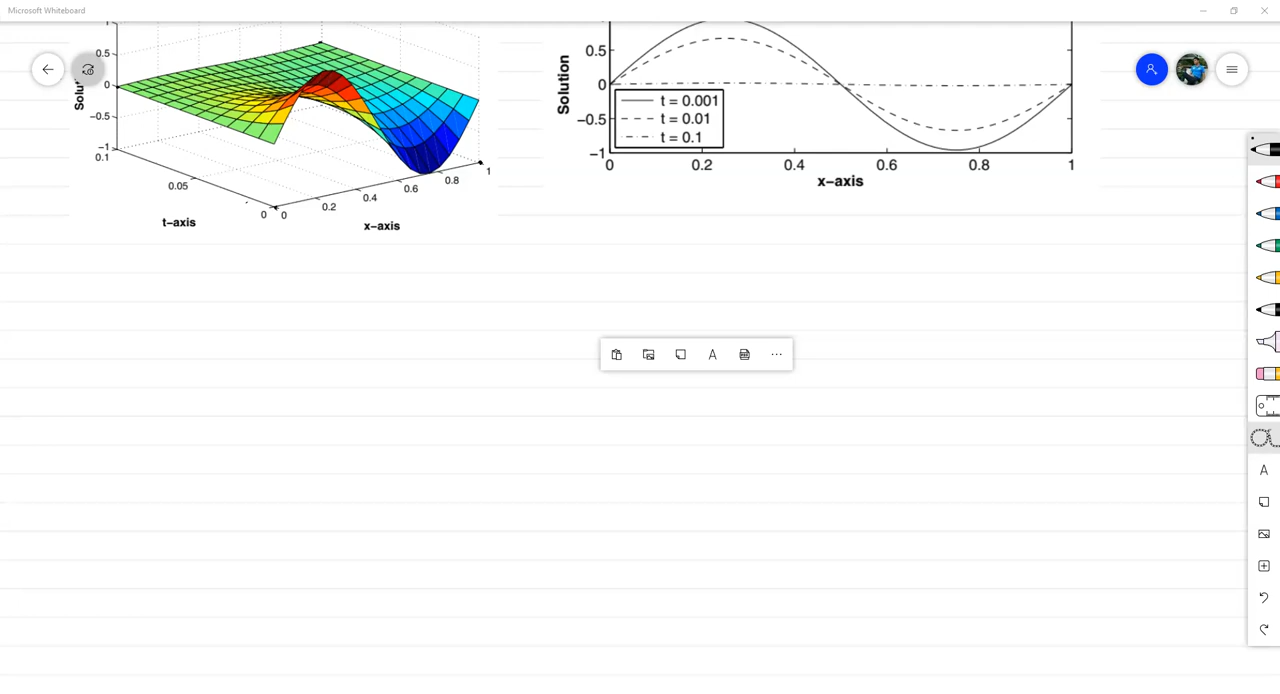 Microsoft Whiteboard
1
0.5
0
−0.5
−1
Solut
0.1
0.05
0
t−axis
0
0.2
0.4
0.6
0.8
1
x−axis
Solution
0.5
0
−0.5
−1
t = 0.001
t = 0.01
t = 0.1
0
0.2
0.4
0.6
0.8
1
x−axis
A
A